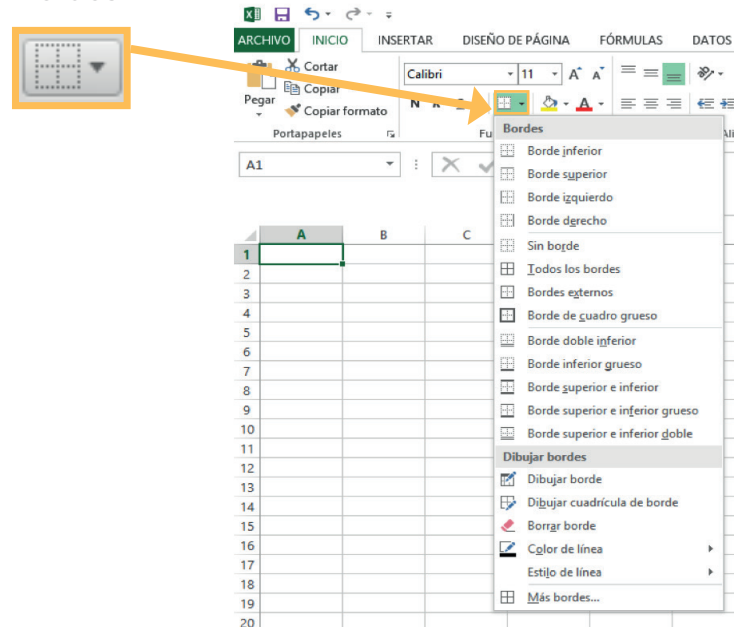 ARCHIVO INICIO INSERTAR DISEÑO DE PÁGINA FÓRMULAS DATOS
Cortar
Copiar
Copiar formato
Pegar
Portapapeles
Calibri 11 A A
N
A
Fu
Ali
A1
A B C
1
2
3
4
5
6
7
8
9
10
11
12
13
14
15
16
17
18
19
20
Bordes
Borde inferior
Borde superior
Borde izquierdo
Borde derecho
Sin borde
Todos los bordes
Bordes externos
Borde de cuadro grueso
Borde doble inferior
Borde inferior grueso
Borde superior e inferior
Borde superior e inferior grueso
Borde superior e inferior doble
Dibujar bordes
Dibujar borde
Dibujar cuadrícula de borde
Borrar borde
Color de línea
Estilo de línea
Más bordes...